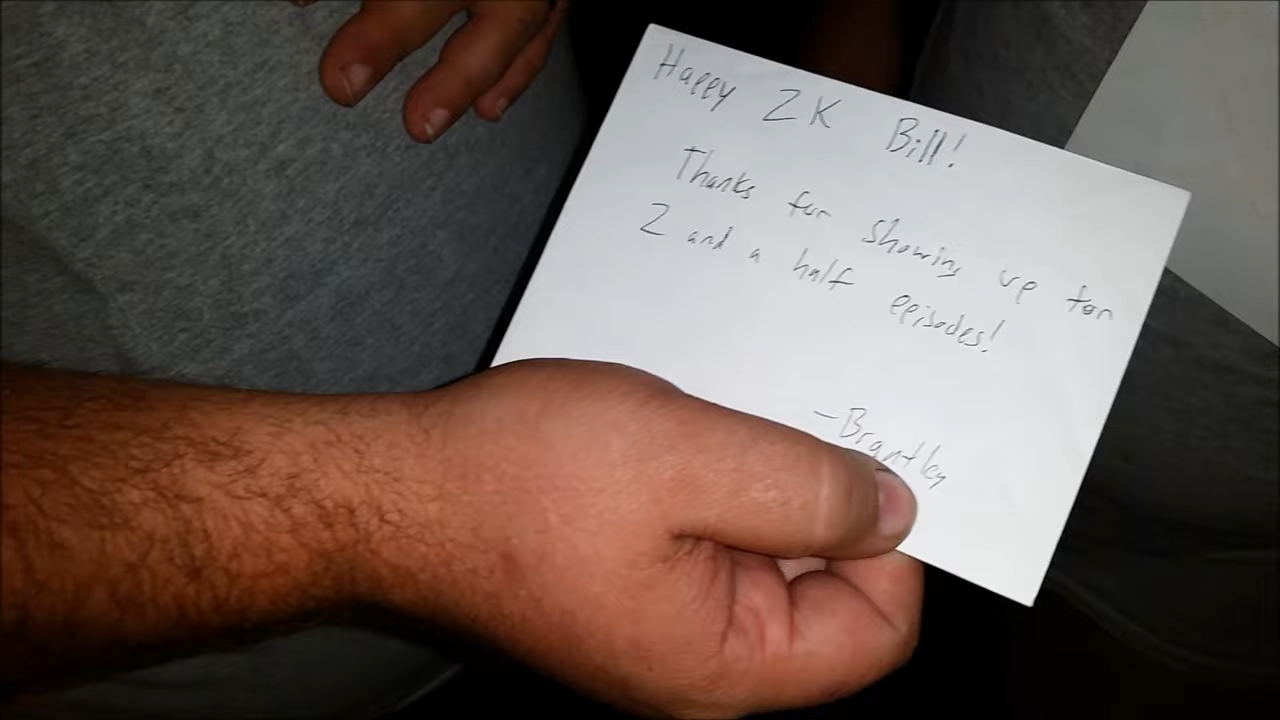 Happy 2K Bill!
Thanks for showing up for
2 and a half episodes!
-Brantley